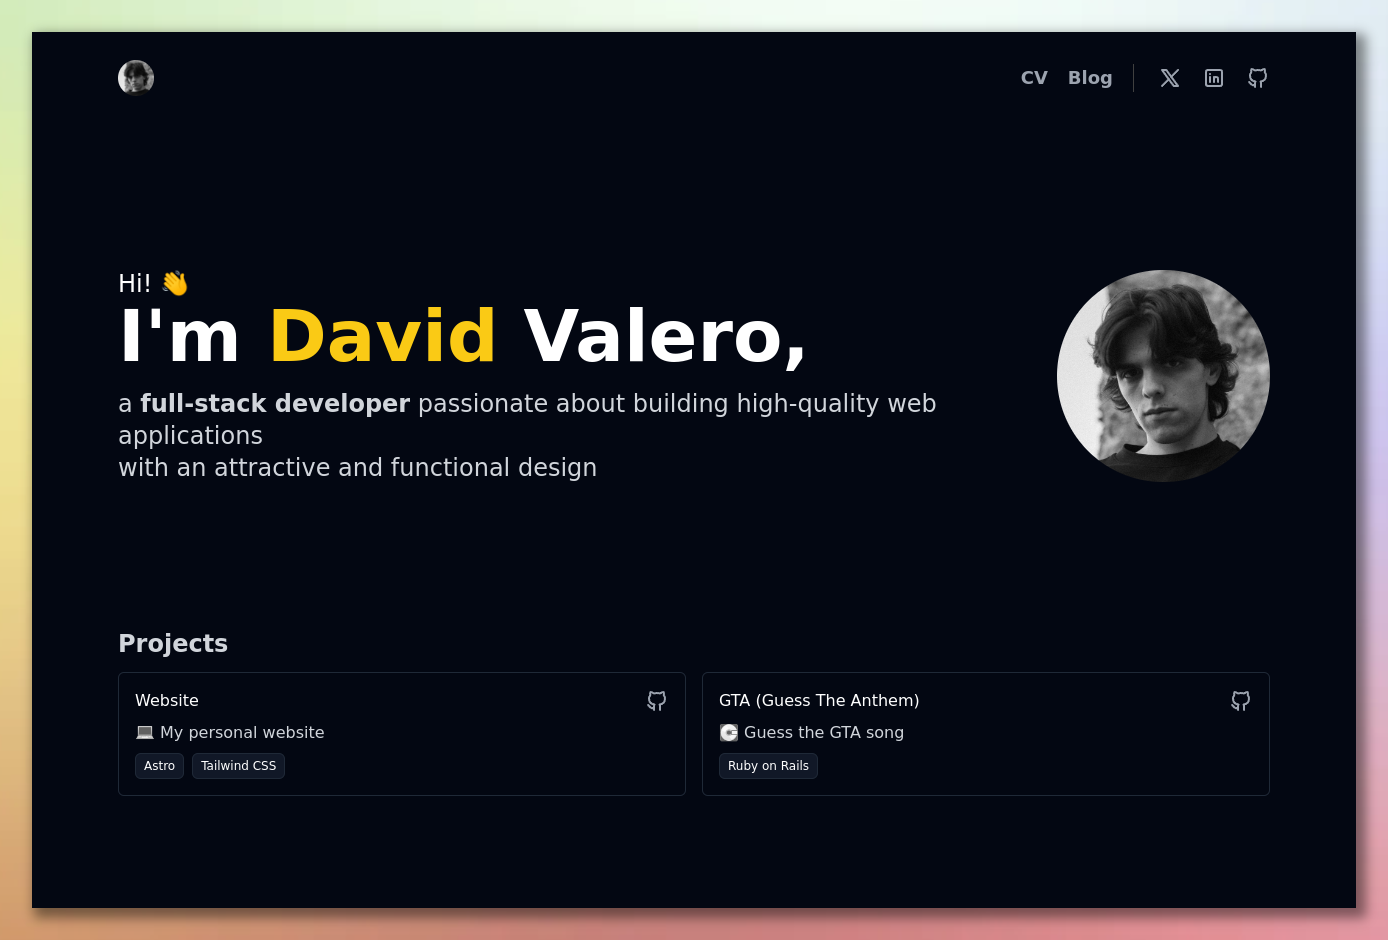 CV Blog
Hi! 👋
I'm David Valero,
a full-stack developer passionate about building high-quality web
applications
with an attractive and functional design
Projects
Website
💻 My personal website
Astro Tailwind CSS
GTA (Guess The Anthem)
💽 Guess the GTA song
Ruby on Rails